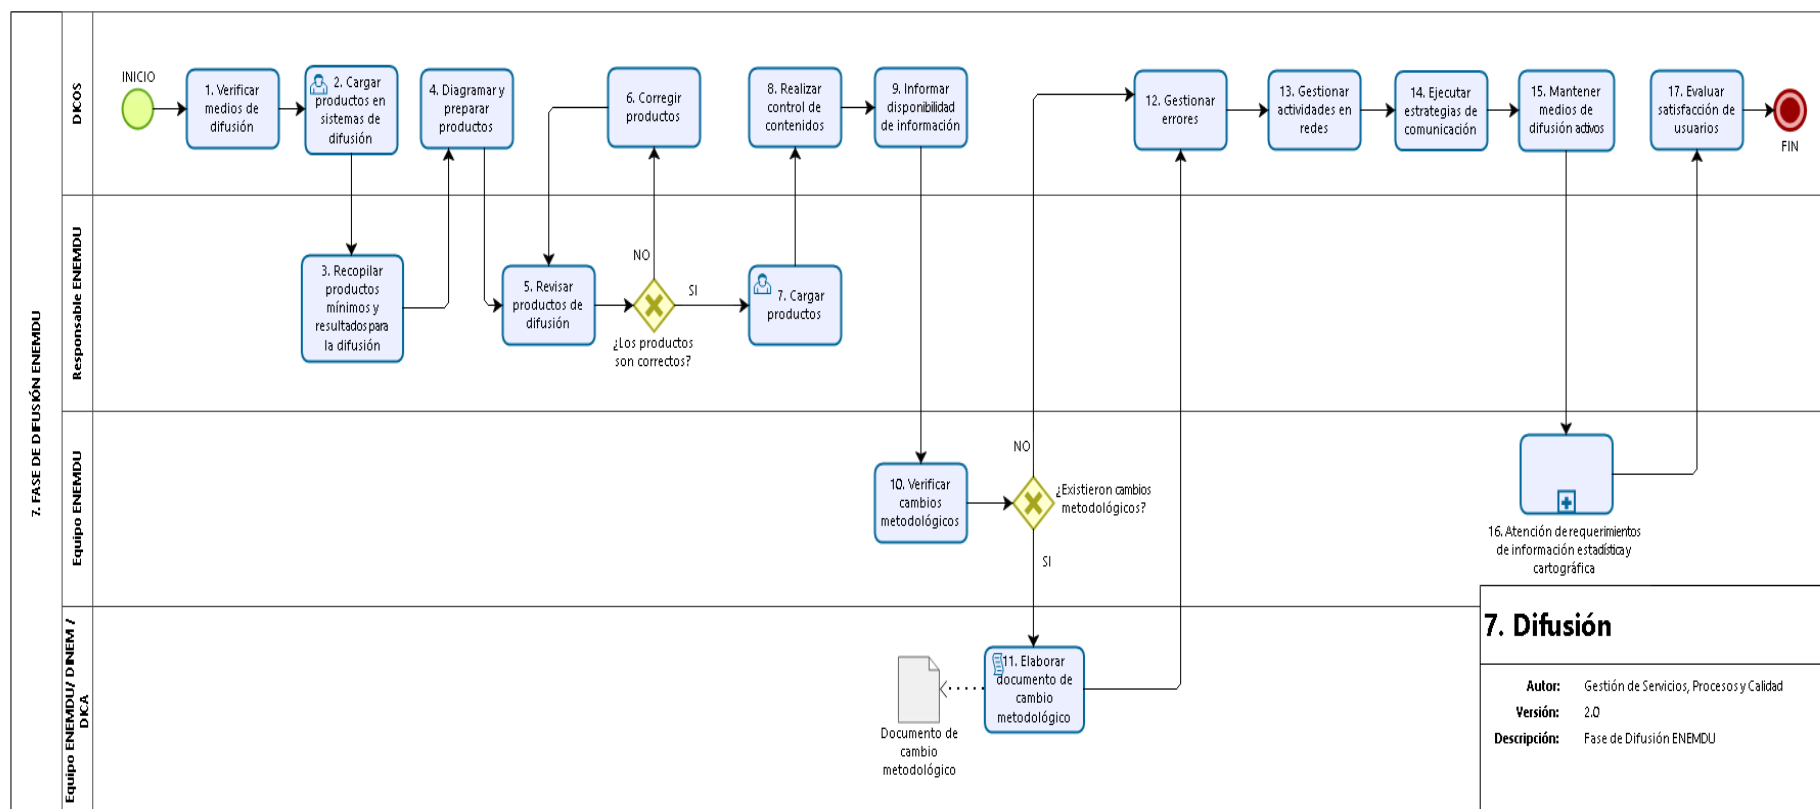 7. FASE DE DIFUSIÓN ENEMDU
DICOS
INICIO
1. Verificar
medios de
difusión
2. Cargar
productos en
sistemas de
difusión
4. Diagramar y
preparar
productos
6. Corregir
productos
8. Realizar
control de
contenidos
9. Informar
disponibilidad
de información
12. Gestionar
errores
13. Gestionar
actividades en
redes
14. Ejecutar
estrategias de
comunicación
15. Mantener
medios de
difusión activos
17. Evaluar
satisfacción de
usuarios
FIN
Responsable ENEMDU
3. Recopilar
productos
mínimos y
resultados para
la difusión
5. Revisar
productos de
difusión
NO
SI
¿Los productos
son correctos?
7. Cargar
productos
Equipo ENEMDU
10. Verificar
cambios
metodológicos
NO
¿Existieron cambios
metodológicos?
SI
16. Atención de requerimientos
de información estadística y
cartográfica
Equipo ENEMDU/ DINEM /
DICA
Documento de
cambio
metodológico
11. Elaborar
documento de
cambio
metodológico
7. Difusión
Autor: Gestión de Servicios, Procesos y Calidad
Versión: 2.0
Descripción: Fase de Difusión ENEMDU